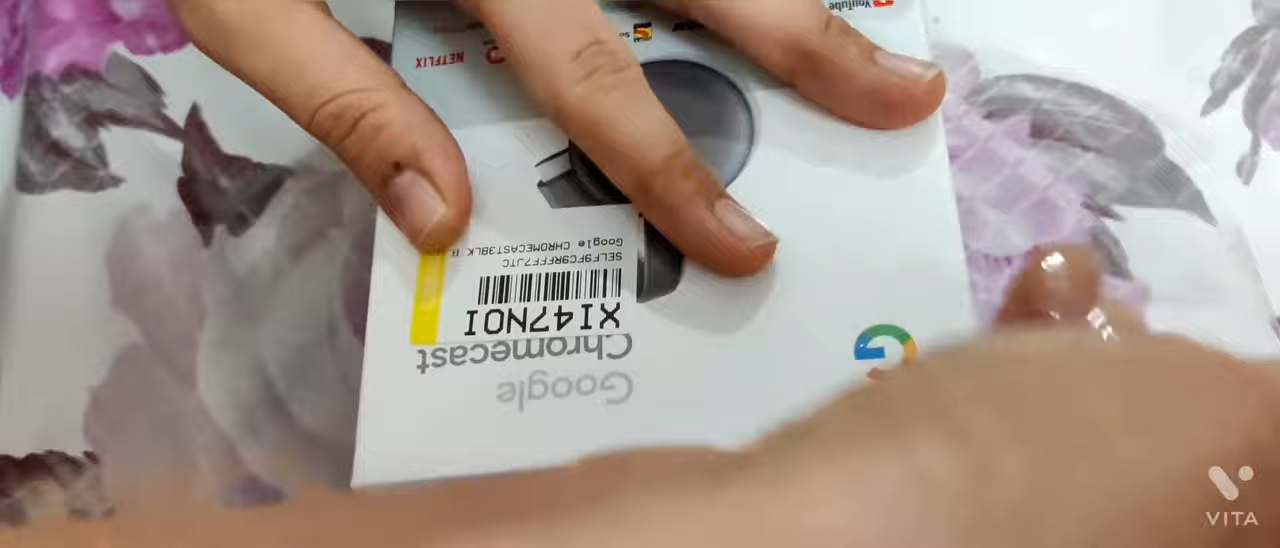 Google
Chromecast
XI47NOI
SELF9FC9RFFF7JTC
Google CHROMECAST3BLK
NETFLIX
YouTube
VITA